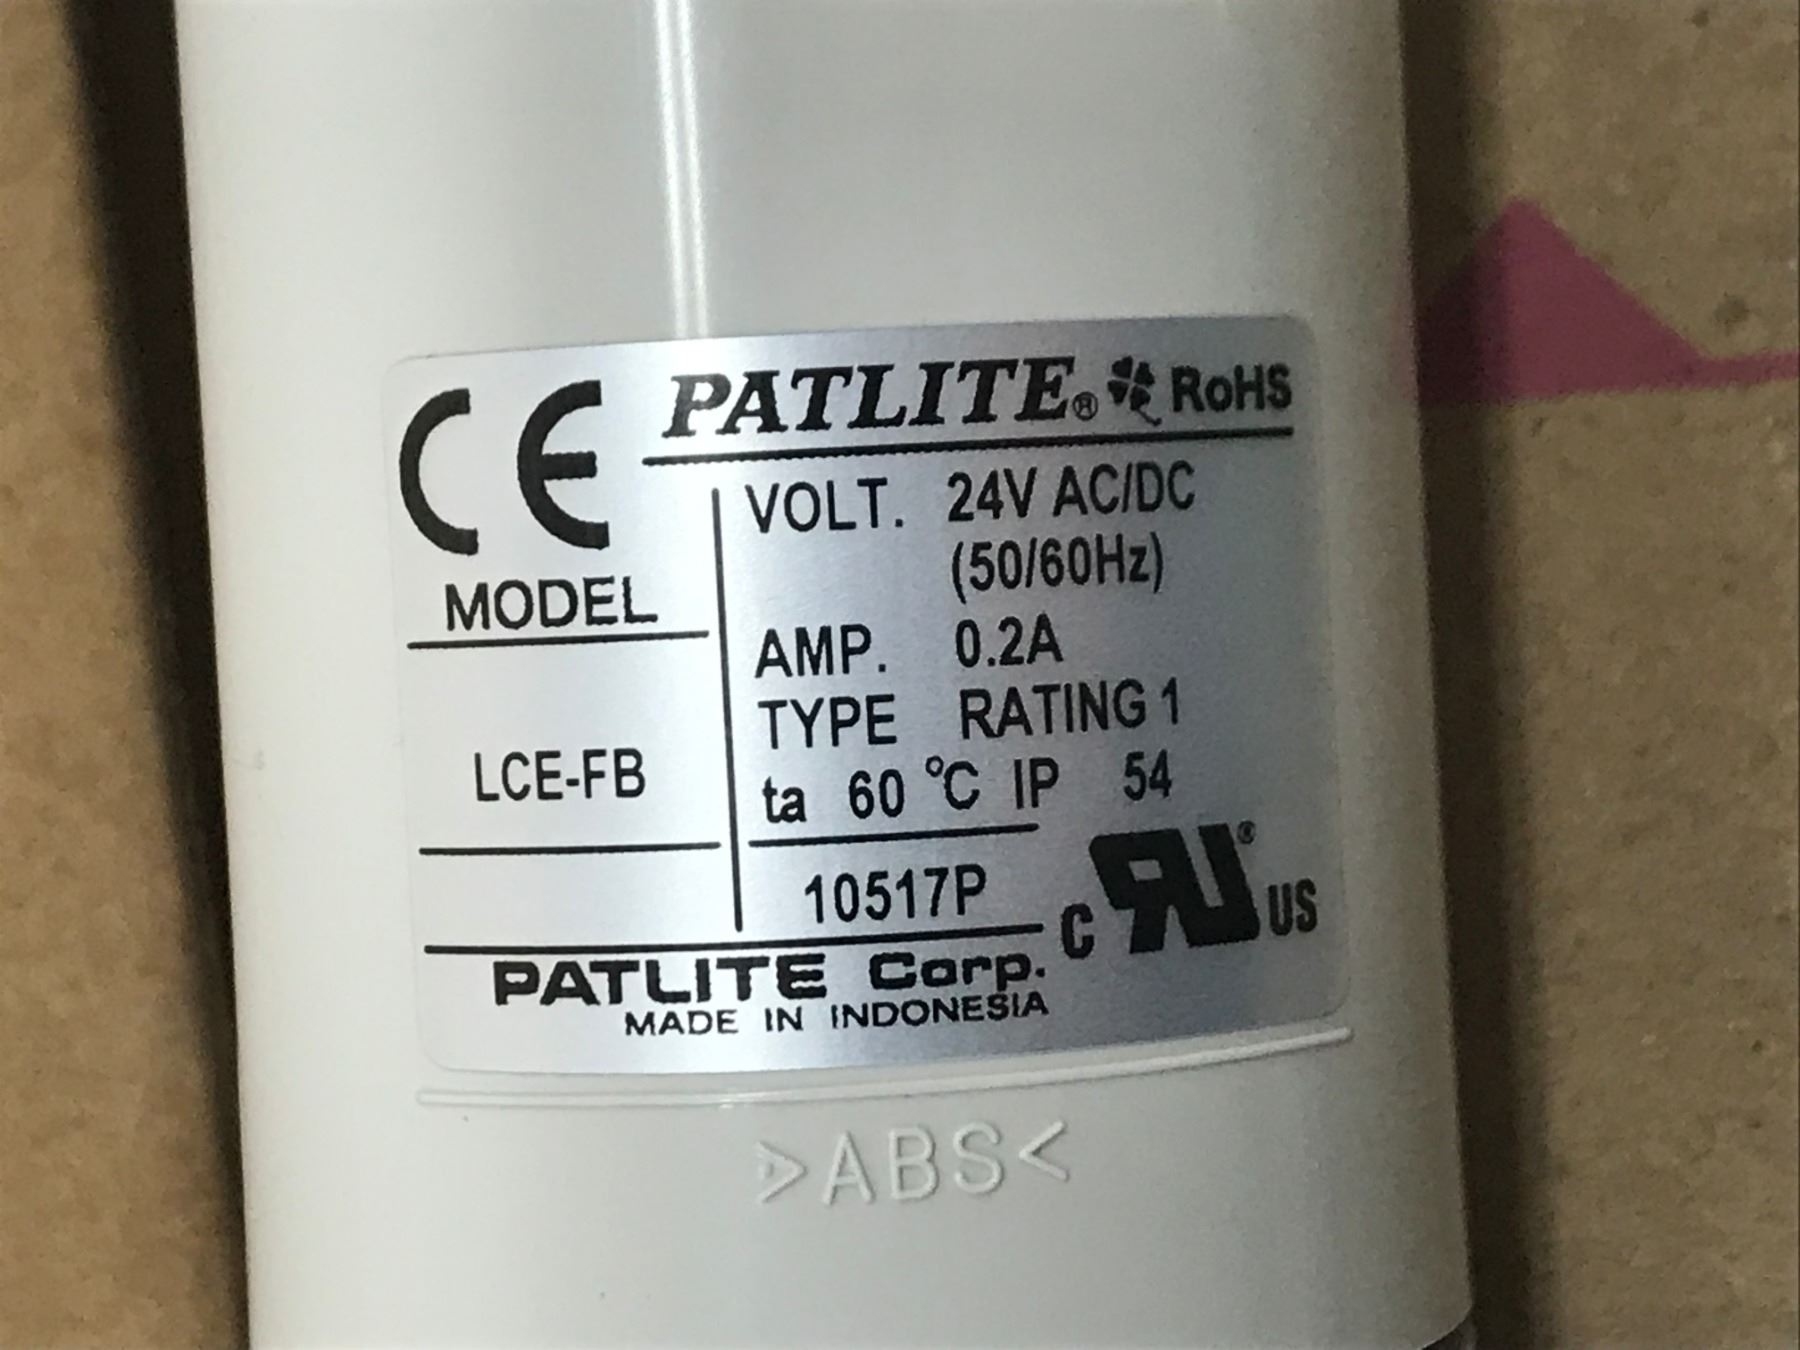 CE
PATLITE® RoHS
MODEL
LCE-FB
VOLT. 24V AC/DC
(50/60Hz)
AMP. 0.2A
TYPE RATING 1
ta 60 °C IP 54
10517P
c RU® US
PATLITE Corp.
MADE IN INDONESIA
>ABS<